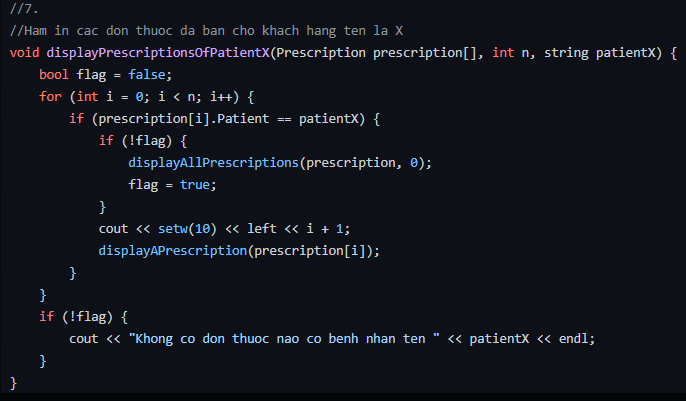 //7.
//Ham in cac don thuoc da ban cho khach hang ten la X
void displayPrescriptionsOfPatientX(Prescription prescription[], int n, string patientX) {
    bool flag = false;
    for (int i = 0; i < n; i++) {
        if (prescription[i].Patient == patientX) {
            if (!flag) {
                displayAllPrescriptions(prescription, 0);
                flag = true;
            }
            cout << setw(10) << left << i + 1;
            displayAPrescription(prescription[i]);
        }
    }
    if (!flag) {
        cout << "Khong co don thuoc nao co benh nhan ten " << patientX << endl;
    }
}